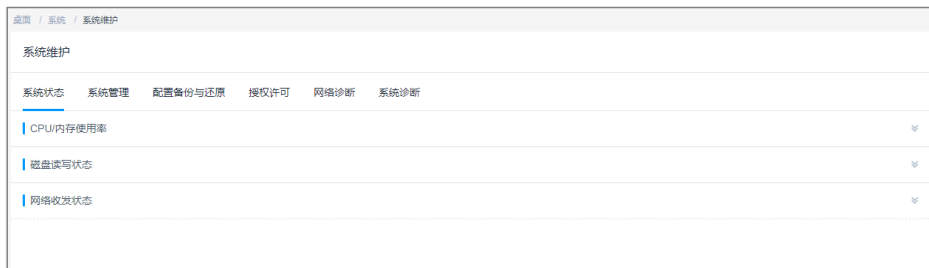 桌面 / 系统 / 系统维护
系统维护
系统状态 系统管理 配置备份与还原 授权许可 网络诊断 系统诊断
CPU/内存使用率
磁盘读写状态
网络收发状态